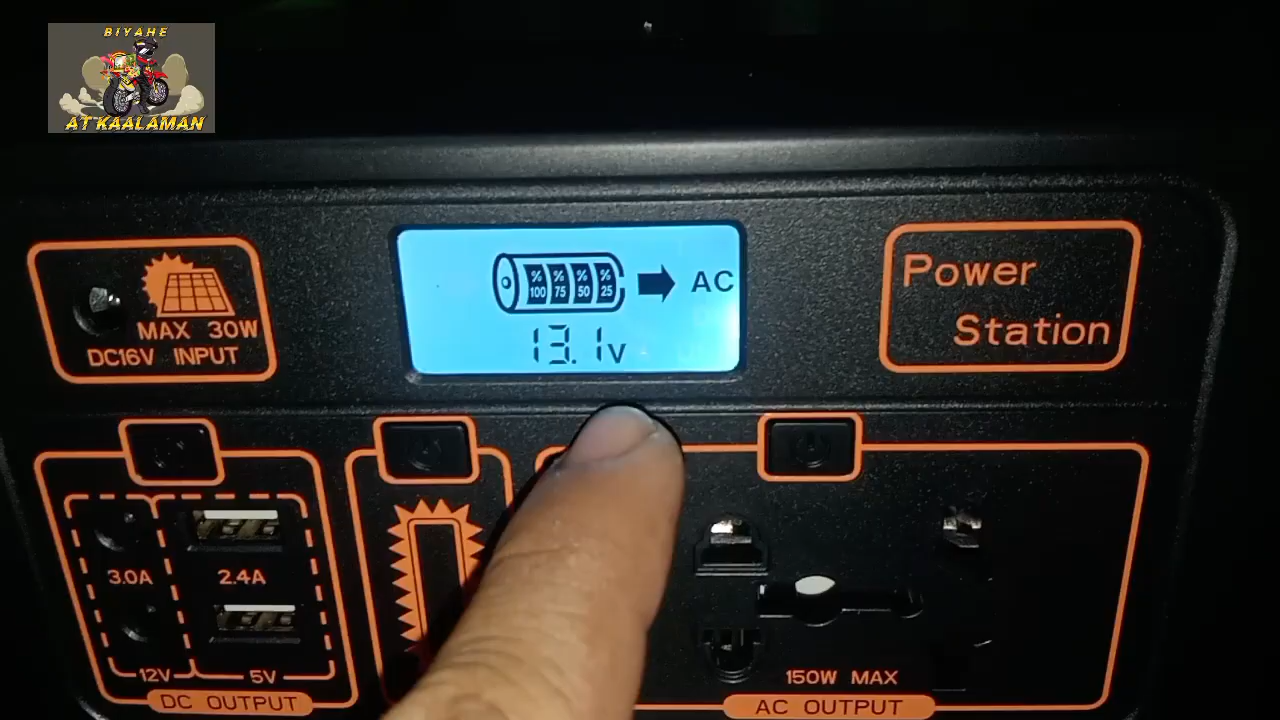 BIYAHE
AT KAALAMAN
MAX 30W
DC16V INPUT
% % % %
100 75 50 25
AC
13.1V
Power
Station
3.0A
2.4A
12V
5V
DC OUTPUT
150W MAX
AC OUTPUT